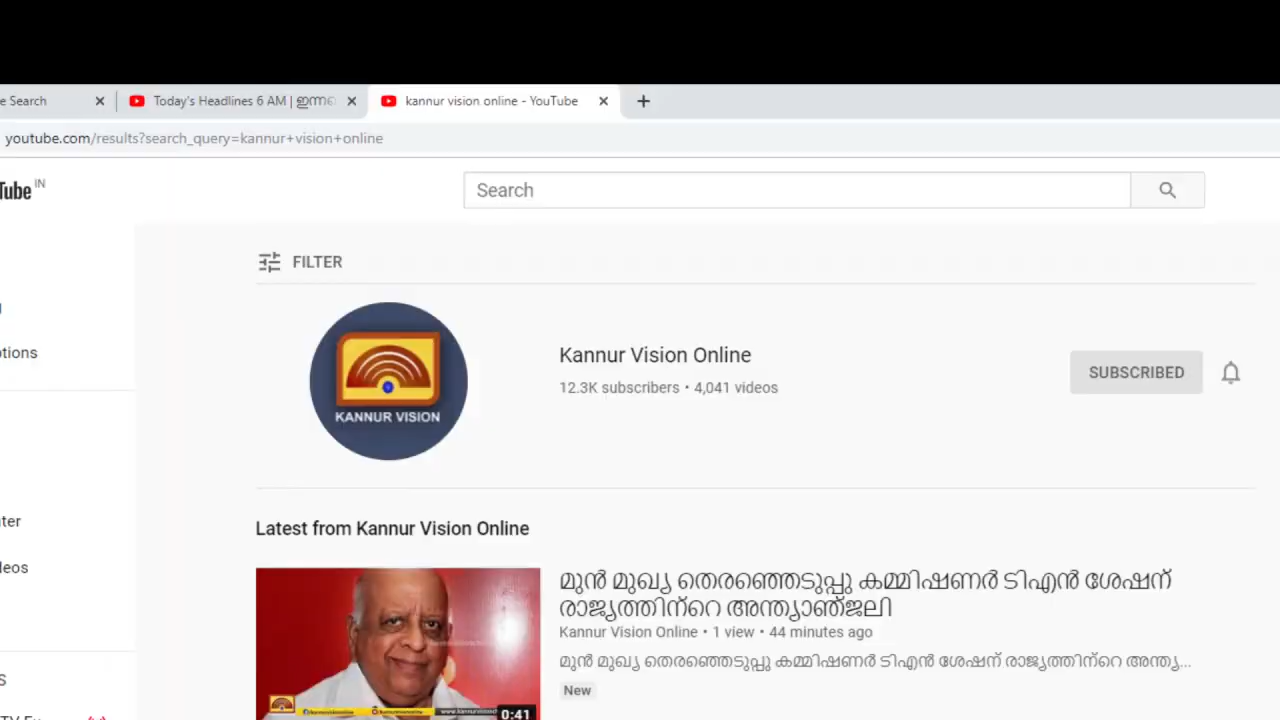 e Search
Today's Headlines 6 AM | ഇന്നത
kannur vision online - YouTube
youtube.com/results?search_query=kannur+vision+online
Tube IN
Search
FILTER
KANNUR VISION
Kannur Vision Online
12.3K subscribers • 4,041 videos
SUBSCRIBED
otions
Latest from Kannur Vision Online
മുൻ മുഖ്യ തെരഞ്ഞെടുപ്പു കമ്മിഷണർ ടിഎൻ ശേഷന്
രാജ്യത്തിന്റെ അന്ത്യാഞ്ജലി
Kannur Vision Online • 1 view • 44 minutes ago
മുൻ മുഖ്യ തെരഞ്ഞെടുപ്പു കമ്മിഷണർ ടിഎൻ ശേഷന് രാജ്യത്തിന്റെ അന്ത്യ...
New
0:41